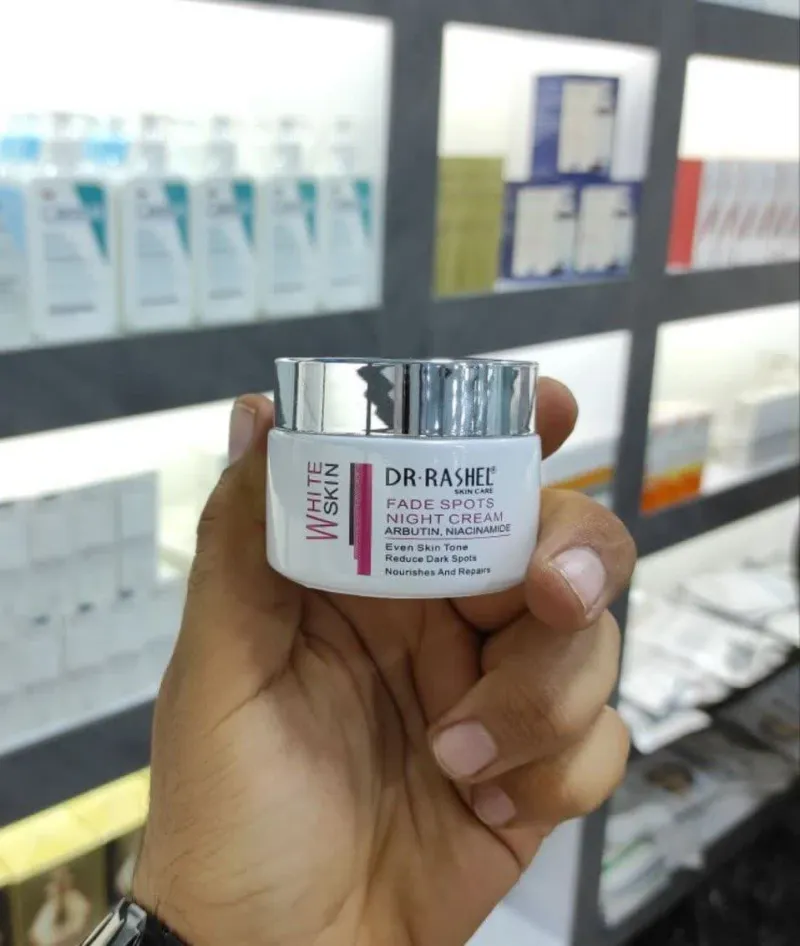 WHITE
SKIN
DR·RASHEL®
SKIN CARE
FADE SPOTS
NIGHT CREAM
ARBUTIN, NIACINAMIDE
Even Skin Tone
Reduce Dark Spots
Nourishes And Repairs